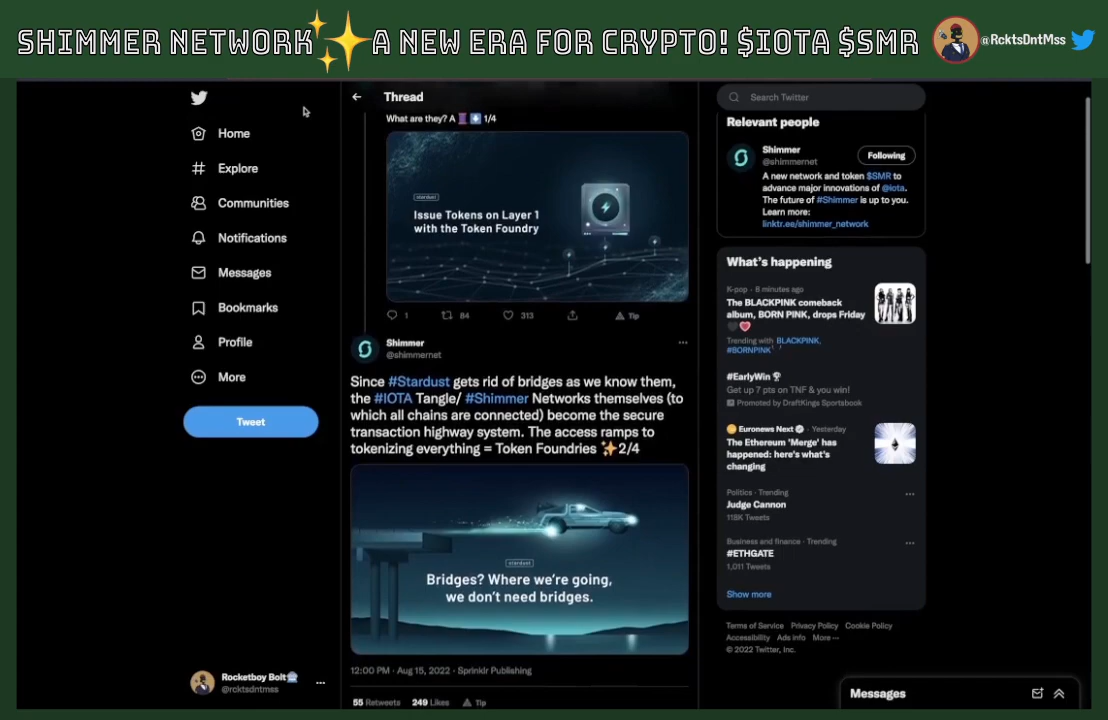 SHIMMER NETWORK✨A NEW ERA FOR CRYPTO! $IOTA $SMR
@RcktsDntMss
Home
Explore
Communities
Notifications
Messages
Bookmarks
Profile
More
Tweet
Rocketboy Bolt
@rcktsdntmss
Thread
What are they? A 🧵⬇️ 1/4
stardust
Issue Tokens on Layer 1
with the Token Foundry
1
84
313
Tip
Shimmer
@shimmernet
Since #Stardust gets rid of bridges as we know them,
the #IOTA Tangle/ #Shimmer Networks themselves (to
which all chains are connected) become the secure
transaction highway system. The access ramps to
tokenizing everything = Token Foundries ✨2/4
stardust
Bridges? Where we're going,
we don't need bridges.
12:00 PM · Aug 15, 2022 · Sprinklr Publishing
55 Retweets 249 Likes Tip
Search Twitter
Relevant people
Shimmer
@shimmernet
Following
A new network and token $SMR to
advance major innovations of @iota.
The future of #Shimmer is up to you.
Learn more:
linktr.ee/shimmer_network
What's happening
K-pop · 8 minutes ago
The BLACKPINK comeback
album, BORN PINK, drops Friday
🖤💗
Trending with BLACKPINK,
#BORNPINK
#EarlyWin 🏆
Get up 7 pts on TNF & you win!
Promoted by DraftKings Sportsbook
Euronews Next · Yesterday
The Ethereum 'Merge' has
happened: here's what's
changing
Politics · Trending
Judge Cannon
118K Tweets
Business and finance · Trending
#ETHGATE
1,011 Tweets
Show more
Terms of Service Privacy Policy Cookie Policy
Accessibility Ads info More ···
© 2022 Twitter, Inc.
Messages